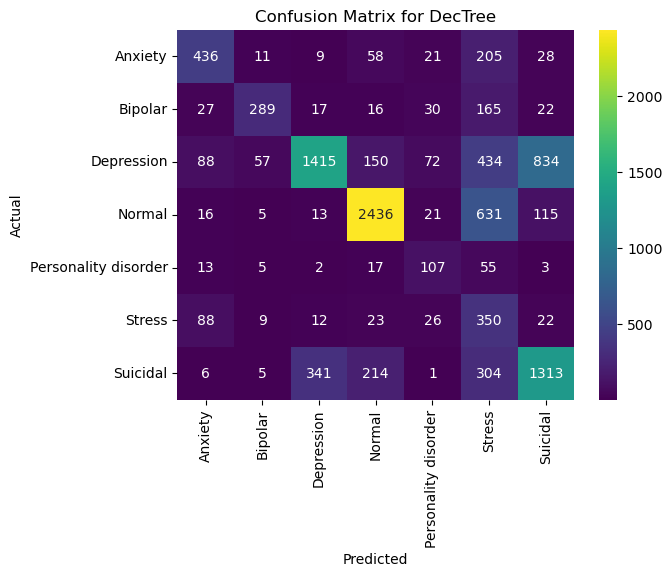 Confusion Matrix for DecTree
Actual
Anxiety 436 11 9 58 21 205 28
Bipolar 27 289 17 16 30 165 22
Depression 88 57 1415 150 72 434 834
Normal 16 5 13 2436 21 631 115
Personality disorder 13 5 2 17 107 55 3
Stress 88 9 12 23 26 350 22
Suicidal 6 5 341 214 1 304 1313
Anxiety
Bipolar
Depression
Normal
Personality disorder
Stress
Suicidal
Predicted
2000
1500
1000
500